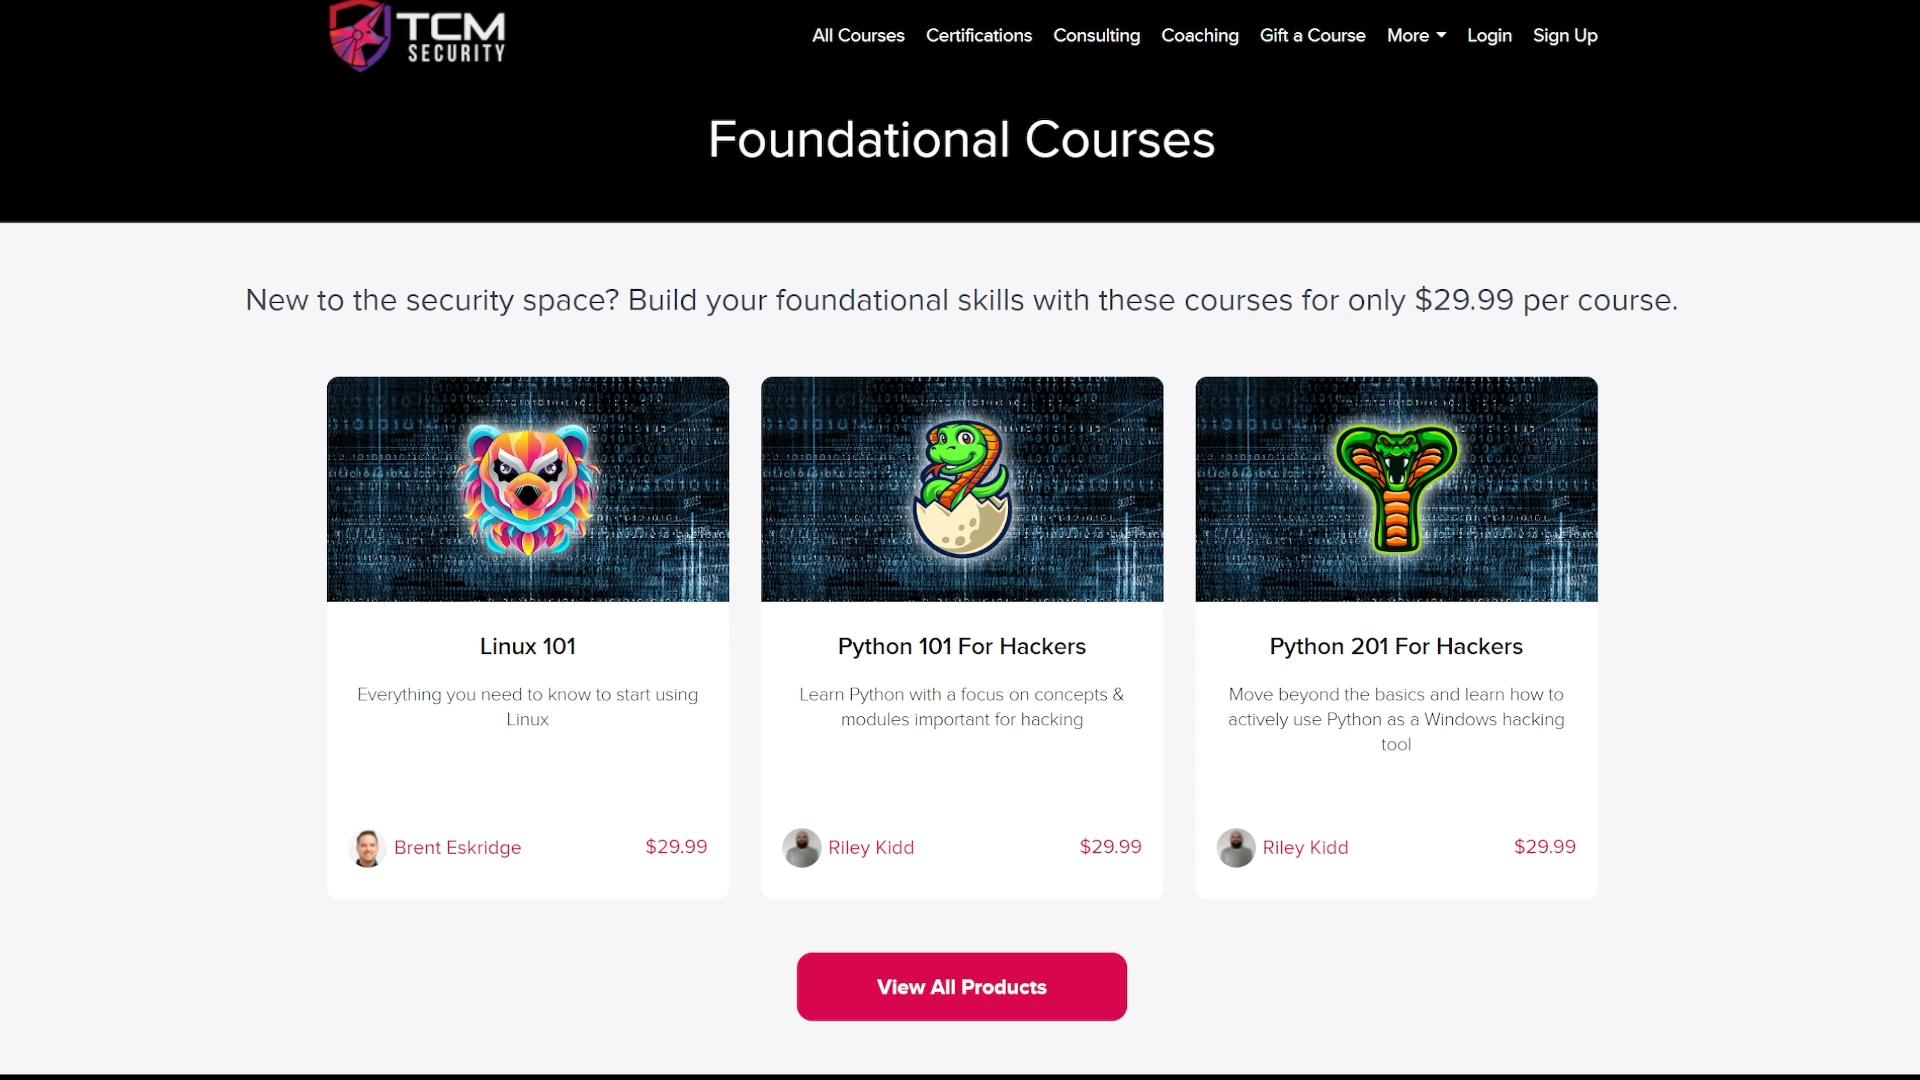 TCM
SECURITY
All Courses Certifications Consulting Coaching Gift a Course More Login Sign Up
Foundational Courses
New to the security space? Build your foundational skills with these courses for only $29.99 per course.
Linux 101
Everything you need to know to start using
Linux
Brent Eskridge $29.99
Python 101 For Hackers
Learn Python with a focus on concepts &
modules important for hacking
Riley Kidd $29.99
Python 201 For Hackers
Move beyond the basics and learn how to
actively use Python as a Windows hacking
tool
Riley Kidd $29.99
View All Products